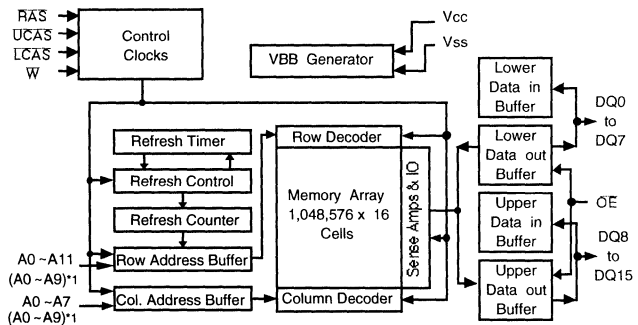 RAS
UCAS
LCAS
W
Control
Clocks
VBB Generator
Vcc
Vss
Lower
Data in
Buffer
DQ0
to
DQ7
Lower
Data out
Buffer
Refresh Timer
Refresh Control
Refresh Counter
Row Address Buffer
Col. Address Buffer
A0 ~A11
(A0 ~A9)*1
A0 ~A7
(A0 ~A9)*1
Row Decoder
Memory Array
1,048,576 x 16
Cells
Column Decoder
Sense Amps & IO
OE
Upper
Data in
Buffer
DQ8
to
DQ15
Upper
Data out
Buffer